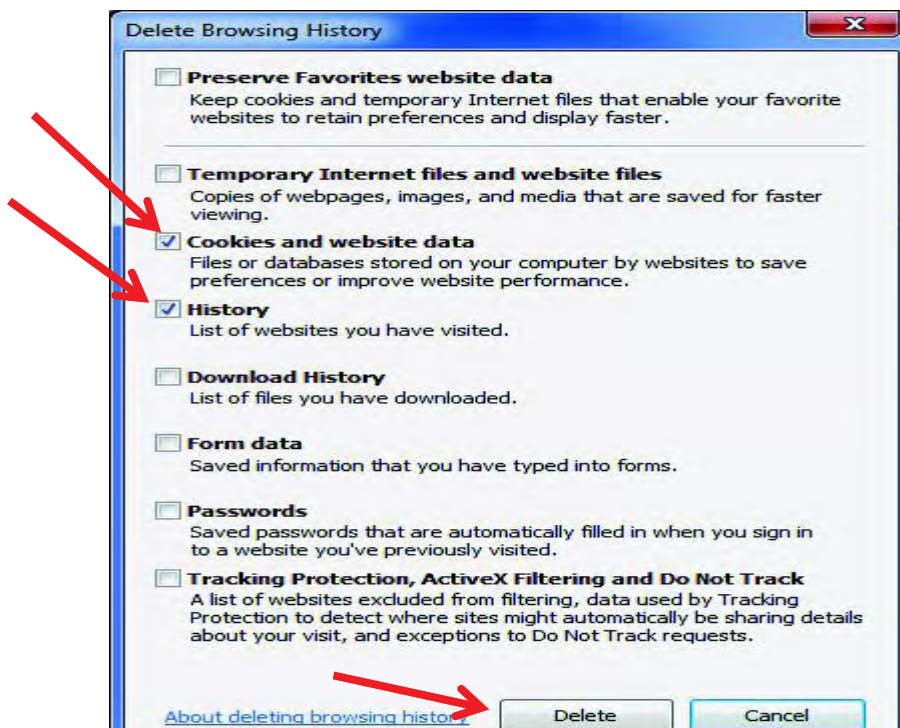 Delete Browsing History
Preserve Favorites website data
Keep cookies and temporary Internet files that enable your favorite
websites to retain preferences and display faster.
Temporary Internet files and website files
Copies of webpages, images, and media that are saved for faster
viewing.
Cookies and website data
Files or databases stored on your computer by websites to save
preferences or improve website performance.
History
List of websites you have visited.
Download History
List of files you have downloaded.
Form data
Saved information that you have typed into forms.
Passwords
Saved passwords that are automatically filled in when you sign in
to a website you've previously visited.
Tracking Protection, ActiveX Filtering and Do Not Track
A list of websites excluded from filtering, data used by Tracking
Protection to detect where sites might automatically be sharing details
about your visit, and exceptions to Do Not Track requests.
About deleting browsing history
Delete
Cancel